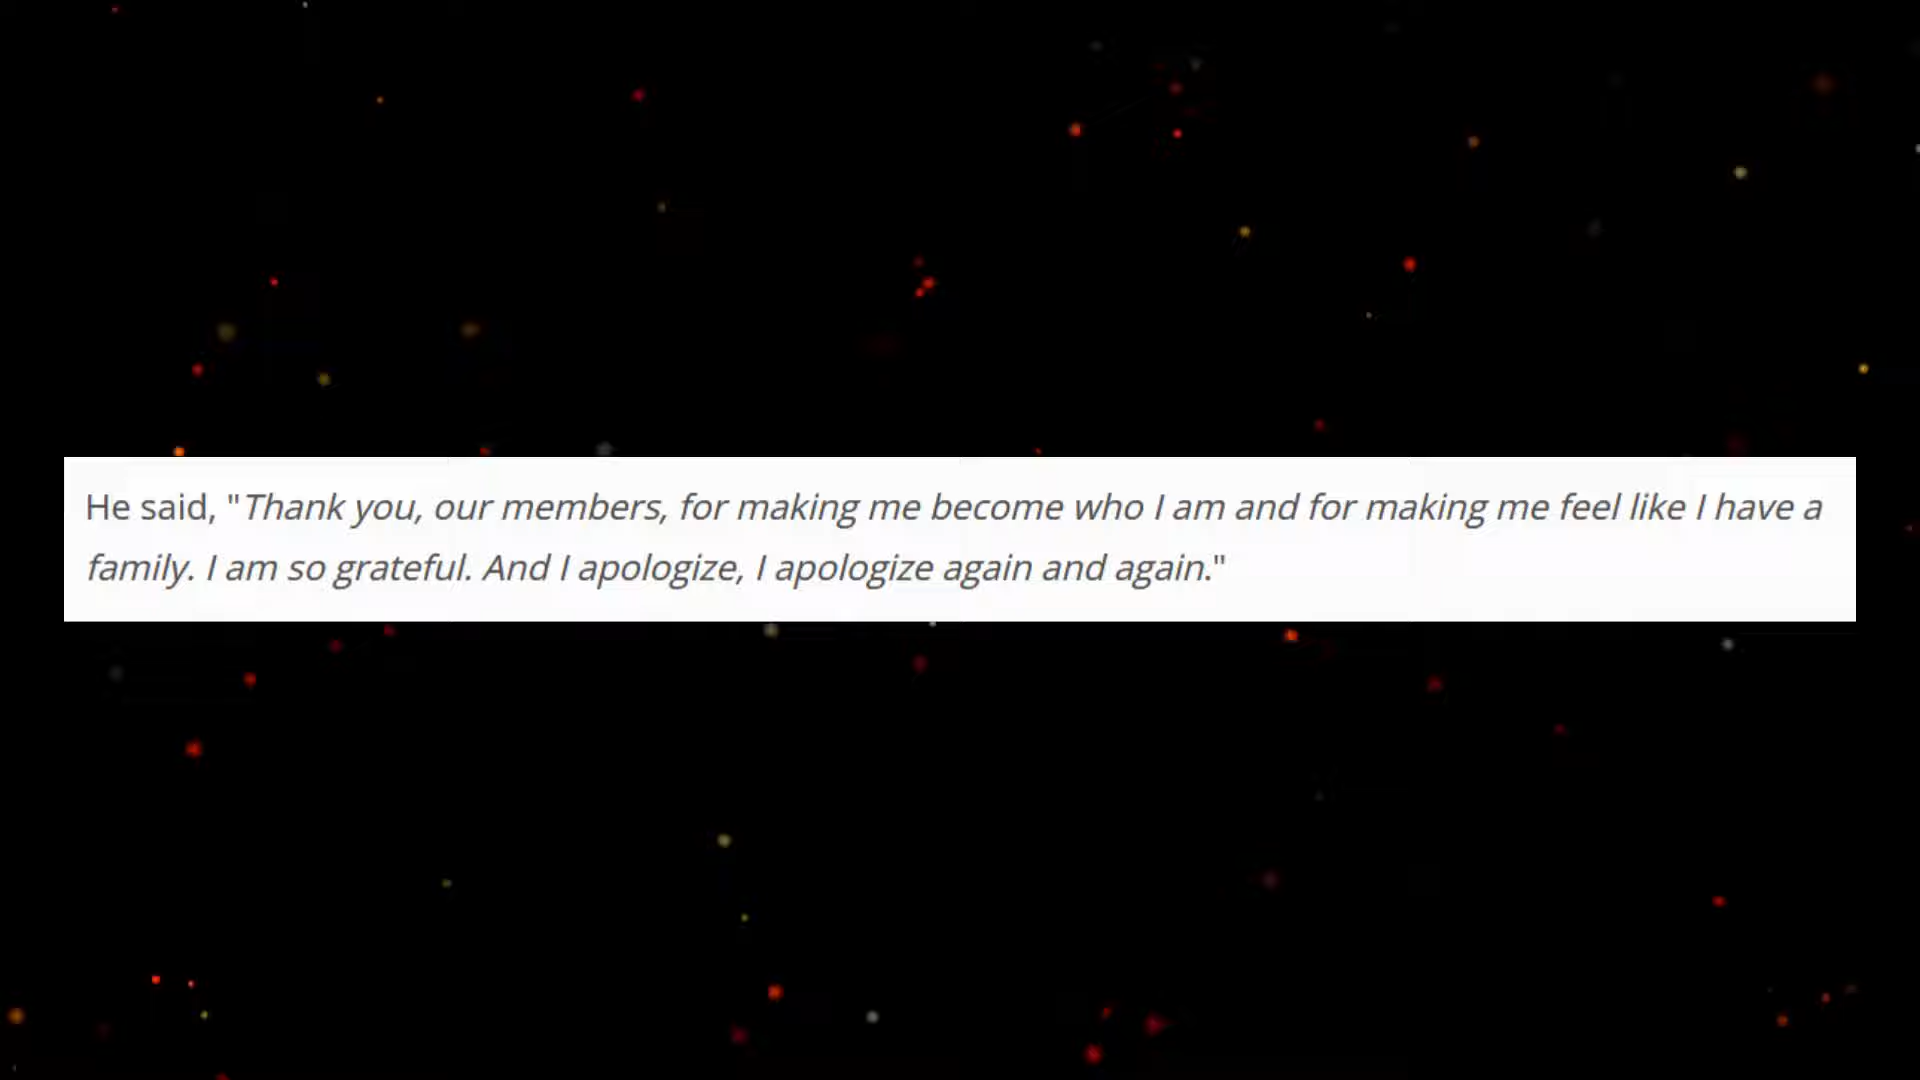 He said, "Thank you, our members, for making me become who I am and for making me feel like I have a
family. I am so grateful. And I apologize, I apologize again and again."